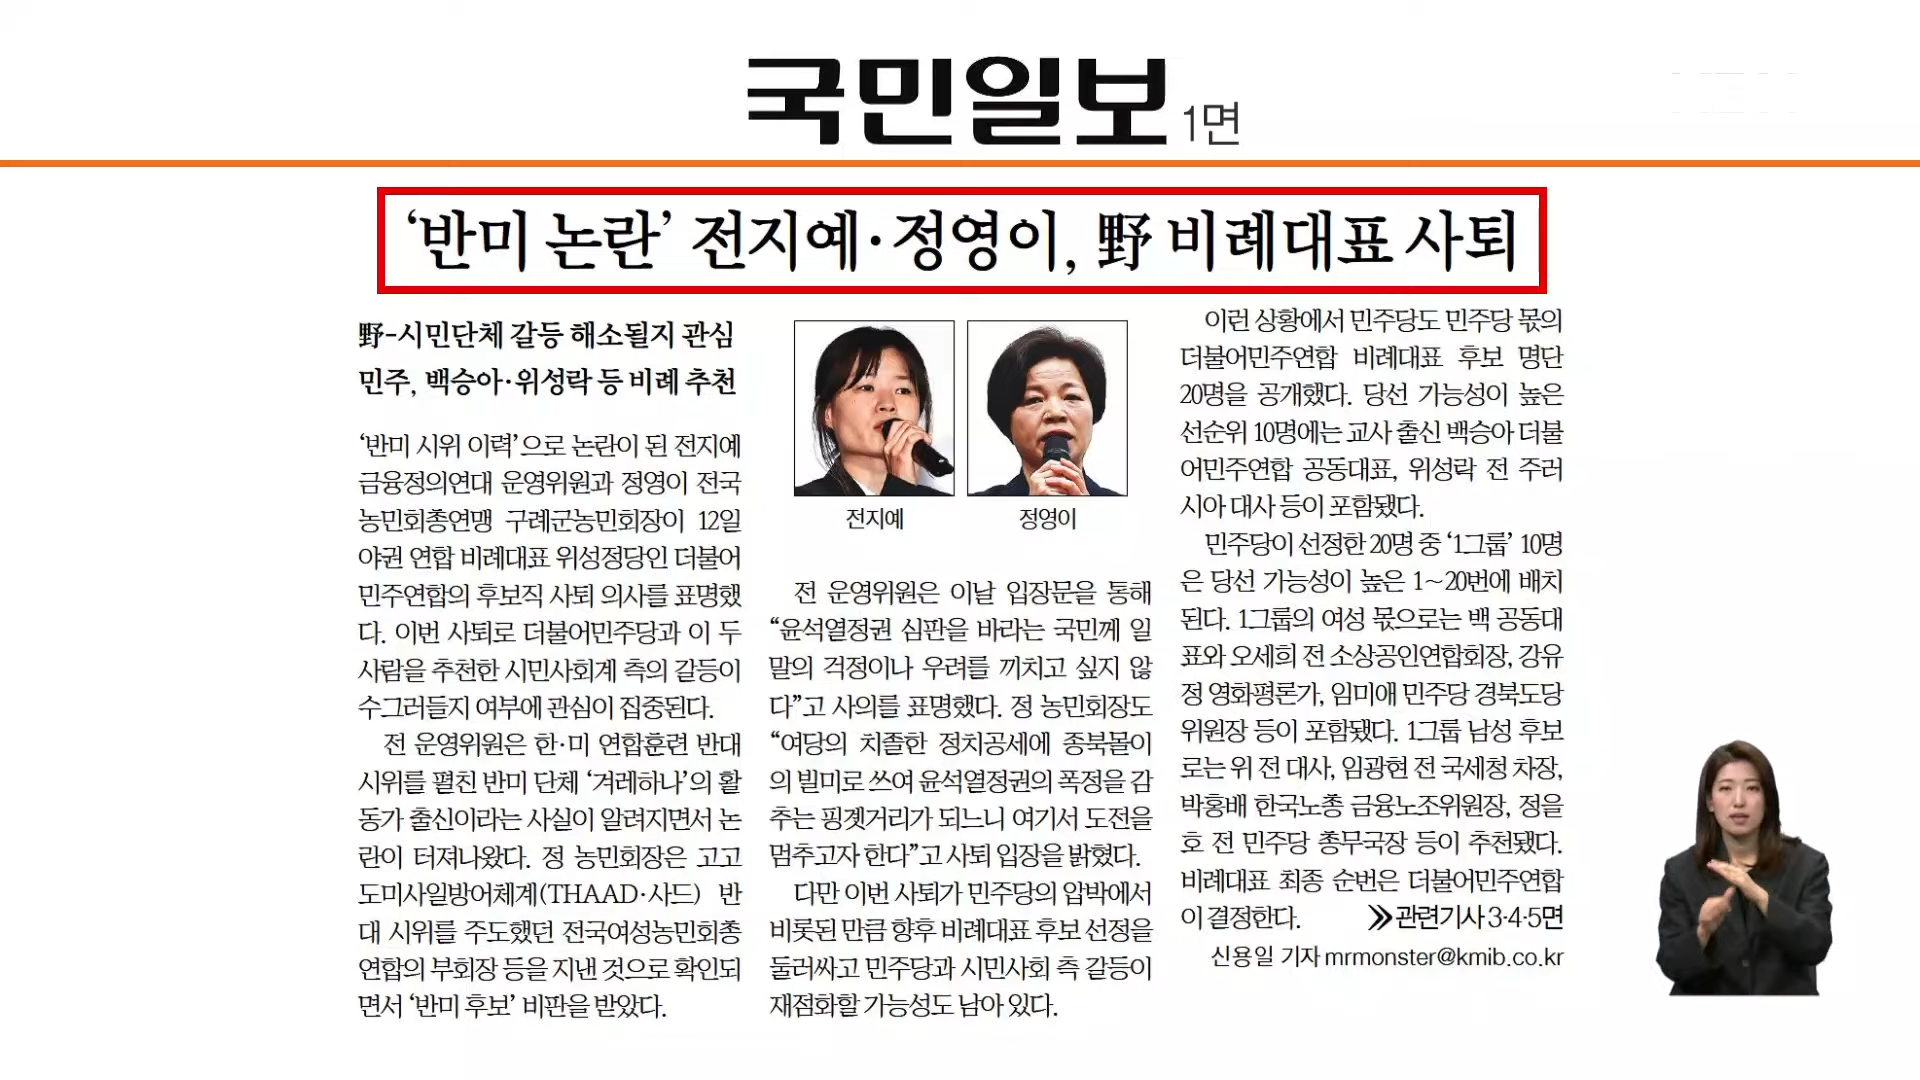 국민일보 1면
‘반미 논란’ 전지예·정영이, 野 비례대표 사퇴
野-시민단체 갈등 해소될지 관심
민주, 백승아·위성락 등 비례 추천
‘반미 시위 이력’으로 논란이 된 전지예
금융정의연대 운영위원과 정영이 전국
농민회총연맹 구례군농민회장이 12일
야권 연합 비례대표 위성정당인 더불어
민주연합의 후보직 사퇴 의사를 표명했
다. 이번 사퇴로 더불어민주당과 이 두
사람을 추천한 시민사회계 측의 갈등이
수그러들지 여부에 관심이 집중된다.
전 운영위원은 한·미 연합훈련 반대
시위를 펼친 반미 단체 ‘겨레하나’의 활
동가 출신이라는 사실이 알려지면서 논
란이 터져나왔다. 정 농민회장은 고고
도미사일방어체계(THAAD·사드) 반
대 시위를 주도했던 전국여성농민회총
연합의 부회장 등을 지낸 것으로 확인되
면서 ‘반미 후보’ 비판을 받았다.
전지예
정영이
전 운영위원은 이날 입장문을 통해
“윤석열정권 심판을 바라는 국민께 일
말의 걱정이나 우려를 끼치고 싶지 않
다”고 사의를 표명했다. 정 농민회장도
“여당의 치졸한 정치공세에 종북몰이
의 빌미로 쓰여 윤석열정권의 폭정을 감
추는 핑곗거리가 되느니 여기서 도전을
멈추고자 한다”고 사퇴 입장을 밝혔다.
다만 이번 사퇴가 민주당의 압박에서
비롯된 만큼 향후 비례대표 후보 선정을
둘러싸고 민주당과 시민사회 측 갈등이
재점화할 가능성도 남아 있다.
이런 상황에서 민주당도 민주당 몫의
더불어민주연합 비례대표 후보 명단
20명을 공개했다. 당선 가능성이 높은
선순위 10명에는 교사 출신 백승아 더불
어민주연합 공동대표, 위성락 전 주러
시아 대사 등이 포함됐다.
민주당이 선정한 20명 중 ‘1그룹’ 10명
은 당선 가능성이 높은 1~20번에 배치
된다. 1그룹의 여성 몫으로는 백 공동대
표와 오세희 전 소상공인연합회장, 강유
정 영화평론가, 임미애 민주당 경북도당
위원장 등이 포함됐다. 1그룹 남성 후보
로는 위 전 대사, 임광현 전 국세청 차장,
박홍배 한국노총 금융노조위원장, 정을
호 전 민주당 총무국장 등이 추천됐다.
비례대표 최종 순번은 더불어민주연합
이 결정한다. ≫관련기사 3·4·5면
신용일 기자 mrmonster@kmib.co.kr